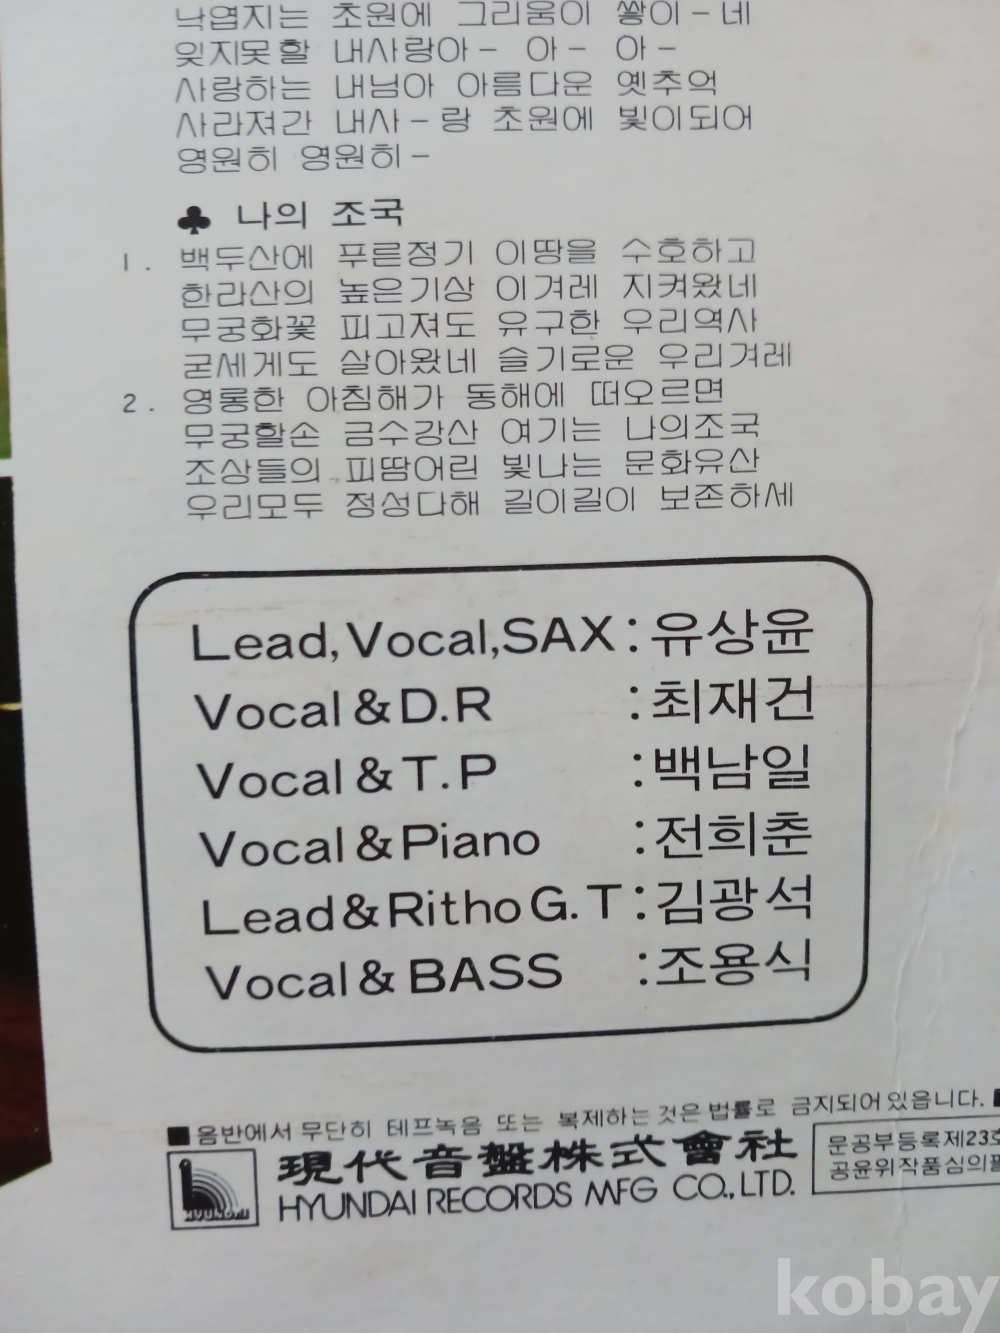 낙엽지는 초원에 그리움이 쌓이-네
잊지못할 내사랑아- 아- 아-
사랑하는 내님아 아름다운 옛추억
사라져간 내사-랑 초원에 빛이되어
영원히 영원히-
♣ 나의 조국
1. 백두산에 푸른정기 이땅을 수호하고
한라산의 높은기상 이겨레 지켜왔네
무궁화꽃 피고져도 유구한 우리역사
굳세게도 살아왔네 슬기로운 우리겨레
2. 영롱한 아침해가 동해에 떠오르면
무궁할손 금수강산 여기는 나의조국
조상들의 피땀어린 빛나는 문화유산
우리모두 정성다해 길이길이 보존하세
Lead, Vocal, SAX : 유상윤
Vocal & D.R : 최재건
Vocal & T.P : 백남일
Vocal & Piano : 전희춘
Lead & Ritho G.T : 김광석
Vocal & BASS : 조용식
■ 음반에서 무단히 테프녹음 또는 복제하는 것은 법률로 금지되어 있읍니다. ■
現代音盤株式會社
HYUNDAI RECORDS MFG CO., LTD.
HYUNDAI
문공부등록제23호
공윤위작품심의필
kobay